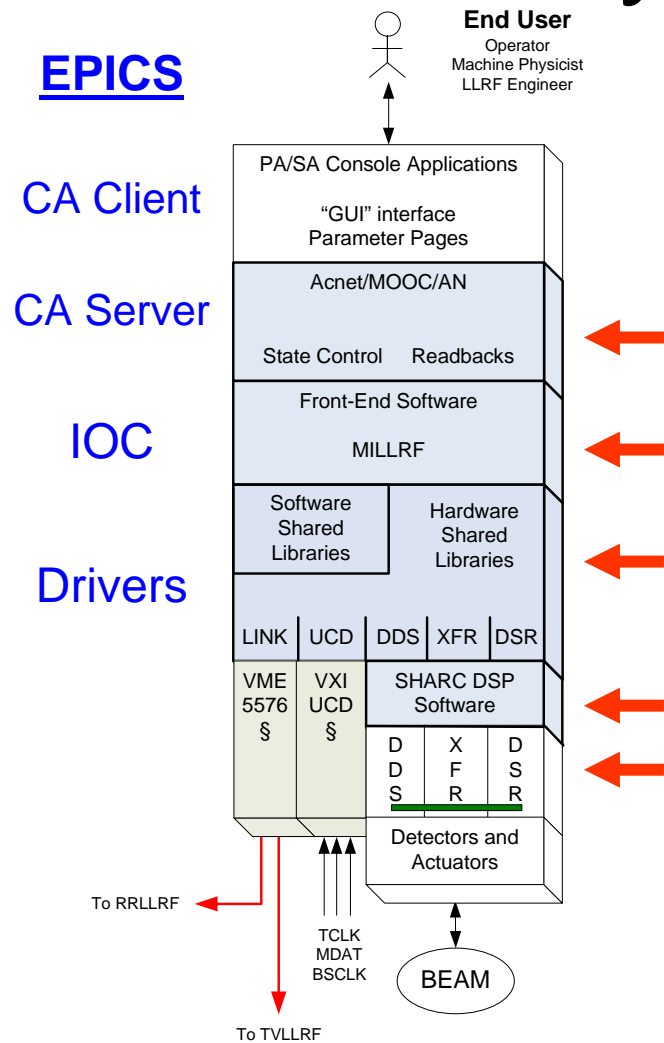 End User
Operator
Machine Physicist
LLRF Engineer
EPICS
CA Client
PA/SA Console Applications
“GUI” interface
Parameter Pages
CA Server
Acnet/MOOC/AN
State Control Readbacks
IOC
Front-End Software
MILLRF
Drivers
Software
Shared
Libraries
Hardware
Shared
Libraries
LINK UCD DDS XFR DSR
VME
5576
§
VXI
UCD
§
SHARC DSP
Software
D X D
D F S
S R R
Detectors and
Actuators
To RRLLRF
TCLK
MDAT
BSCLK
BEAM
To TVLLRF